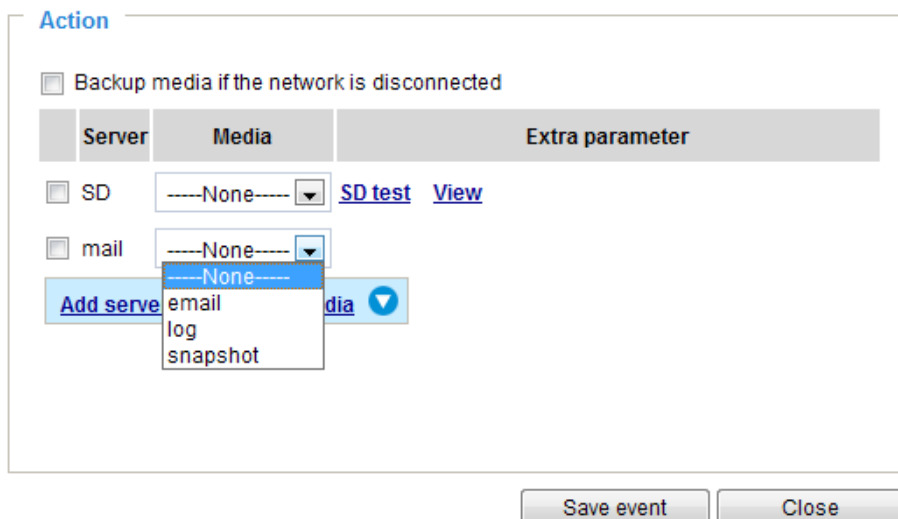 Action
Backup media if the network is disconnected
Server Media Extra parameter
SD -----None----- SD test View
mail -----None-----
-----None-----
Add serve dia
email
log
snapshot
Save event Close